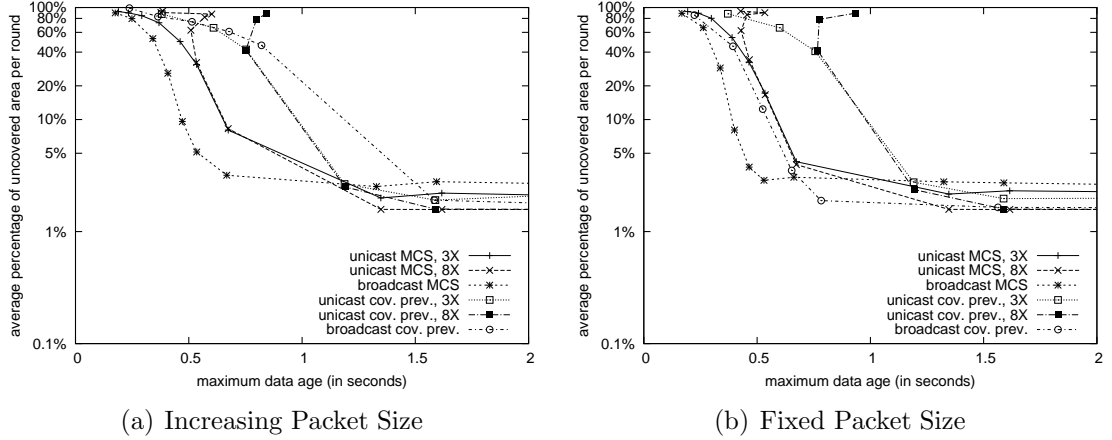 average percentage of uncovered area per round
100%
80%
60%
40%
20%
10%
5%
1%
0.1%
unicast MCS, 3X
unicast MCS, 8X
broadcast MCS
unicast cov. prev., 3X
unicast cov. prev., 8X
broadcast cov. prev.
0 0.5 1 1.5 2
maximum data age (in seconds)
(a) Increasing Packet Size
average percentage of uncovered area per round
100%
80%
60%
40%
20%
10%
5%
1%
0.1%
unicast MCS, 3X
unicast MCS, 8X
broadcast MCS
unicast cov. prev., 3X
unicast cov. prev., 8X
broadcast cov. prev.
0 0.5 1 1.5 2
maximum data age (in seconds)
(b) Fixed Packet Size